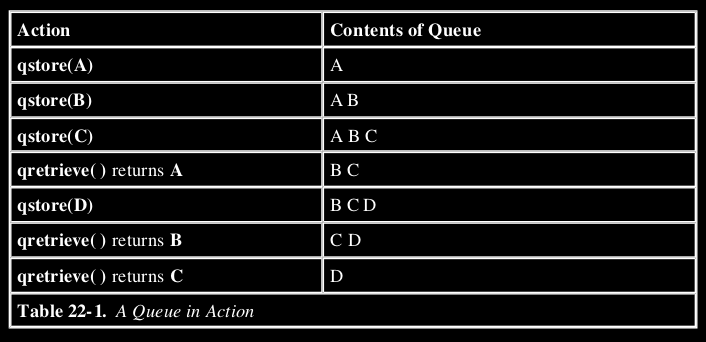 Action Contents of Queue
qstore(A) A
qstore(B) A B
qstore(C) A B C
qretrieve( ) returns A B C
qstore(D) B C D
qretrieve( ) returns B C D
qretrieve( ) returns C D
Table 22-1. A Queue in Action